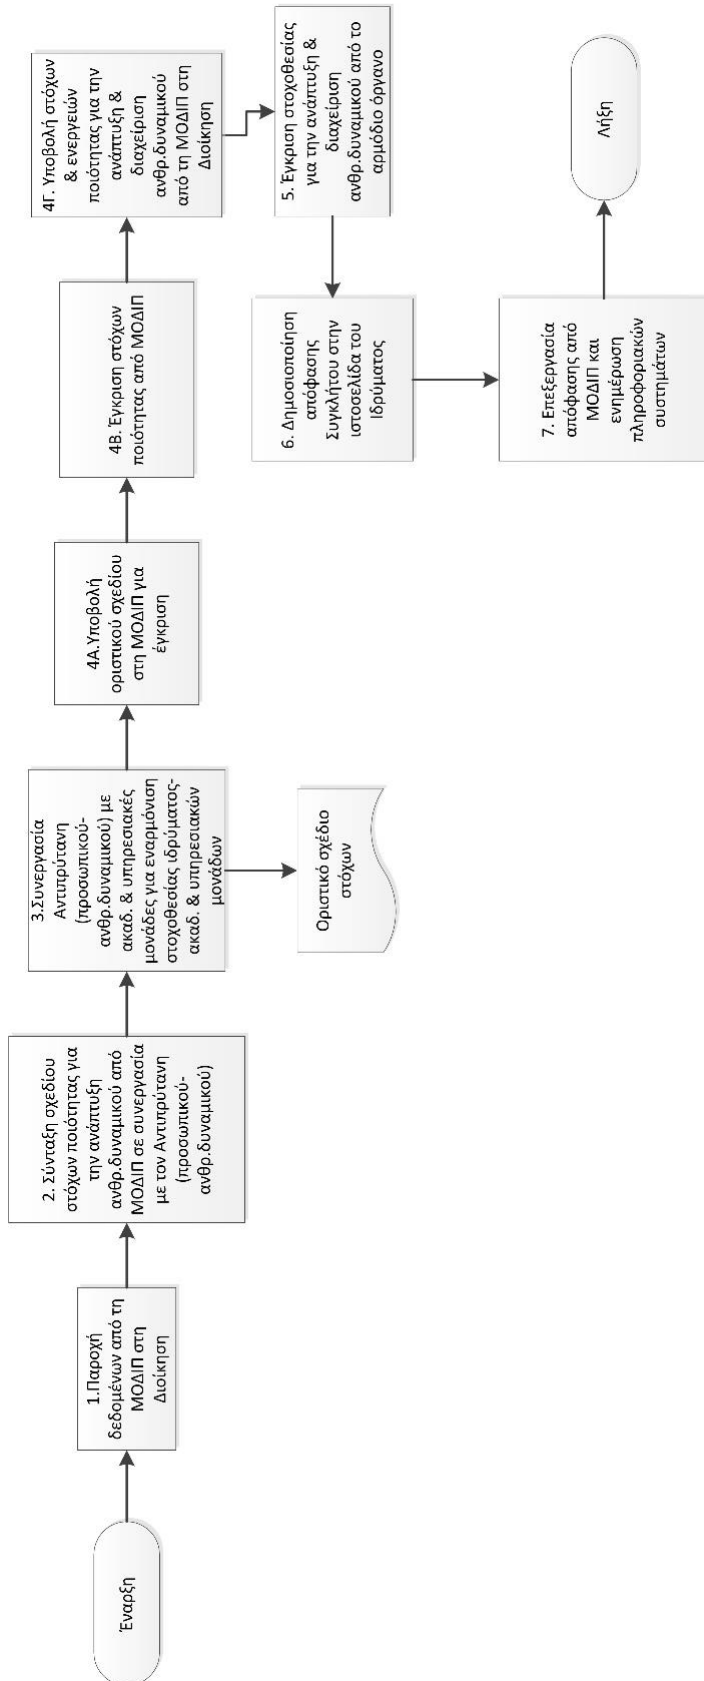 Έναρξη
1.Παροχή
δεδομένων από τη
ΜΟΔΙΠ στη
Διοίκηση
2. Σύνταξη σχεδίου
στόχων ποιότητας για
την ανάπτυξη
ανθρ.δυναμικού από
ΜΟΔΙΠ σε συνεργασία
με τον Αντιπρύτανη
(προσωπικού-
ανθρ.δυναμικού)
3.Συνεργασία
Αντιπρύτανη
(προσωπικού-
ανθρ.δυναμικού) με
ακαδ. & υπηρεσιακές
μονάδες για εναρμόνιση
στοχοθεσίας ιδρύματος-
ακαδ. & υπηρεσιακών
μονάδων
Οριστικό σχέδιο
στόχων
4Α.Υποβολή
οριστικού σχεδίου
στη ΜΟΔΙΠ για
έγκριση
4Β. Έγκριση στόχων
ποιότητας από ΜΟΔΙΠ
4Γ. Υποβολή στόχων
& ενεργειών
ποιότητας για την
ανάπτυξη &
διαχείριση
ανθρ.δυναμικού
από τη ΜΟΔΙΠ στη
Διοίκηση
5. Έγκριση στοχοθεσίας
για την ανάπτυξη &
διαχείριση
ανθρ.δυναμικού από το
αρμόδιο όργανο
6. Δημοσιοποίηση
απόφασης
Συγκλήτου στην
ιστοσελίδα του
Ιδρύματος
7. Επεξεργασία
απόφασης από
ΜΟΔΙΠ και
ενημέρωση
πληροφοριακών
συστημάτων
Λήξη